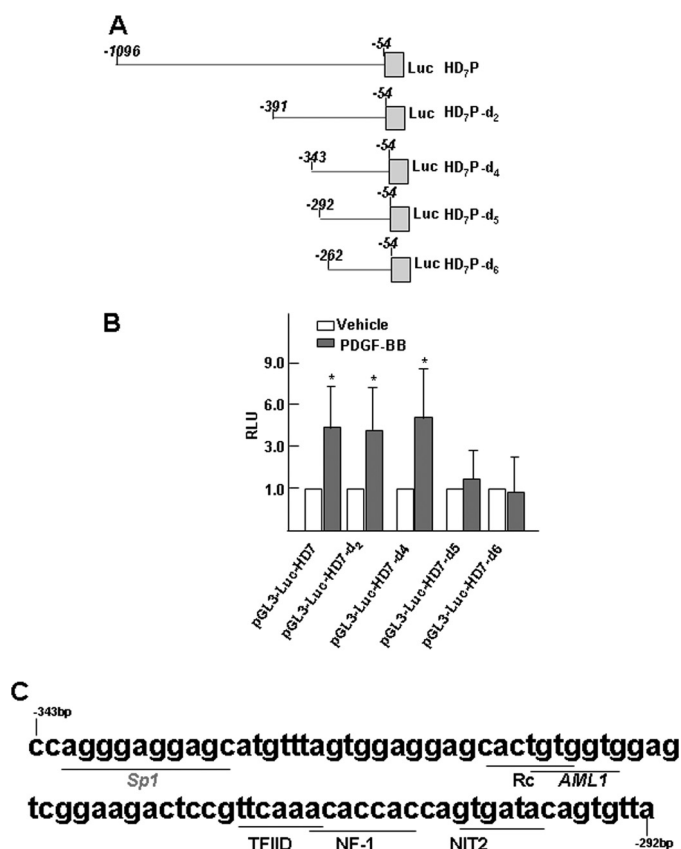 A
-1096
-54
Luc HD₇P
-391
-54
Luc HD₇P-d₂
-343
-54
Luc HD₇P-d₄
-292
-54
Luc HD₇P-d₅
-262
-54
Luc HD₇P-d₆
B
Vehicle
PDGF-BB
9.0
6.0
3.0
1.0
RLU
* * *
pGL3-Luc-HD7
pGL3-Luc-HD7-d₂
pGL3-Luc-HD7-d4
pGL3-Luc-HD7-d5
pGL3-Luc-HD7-d6
C
-343bp
ccagggaggagcatgtttagtggaggagcactgtggtggag
Sp1 Rc AML1
tcggaagactccgttcaaacaccaccagtgatacagtgtta
TFIID NF-1 NIT2
-292bp